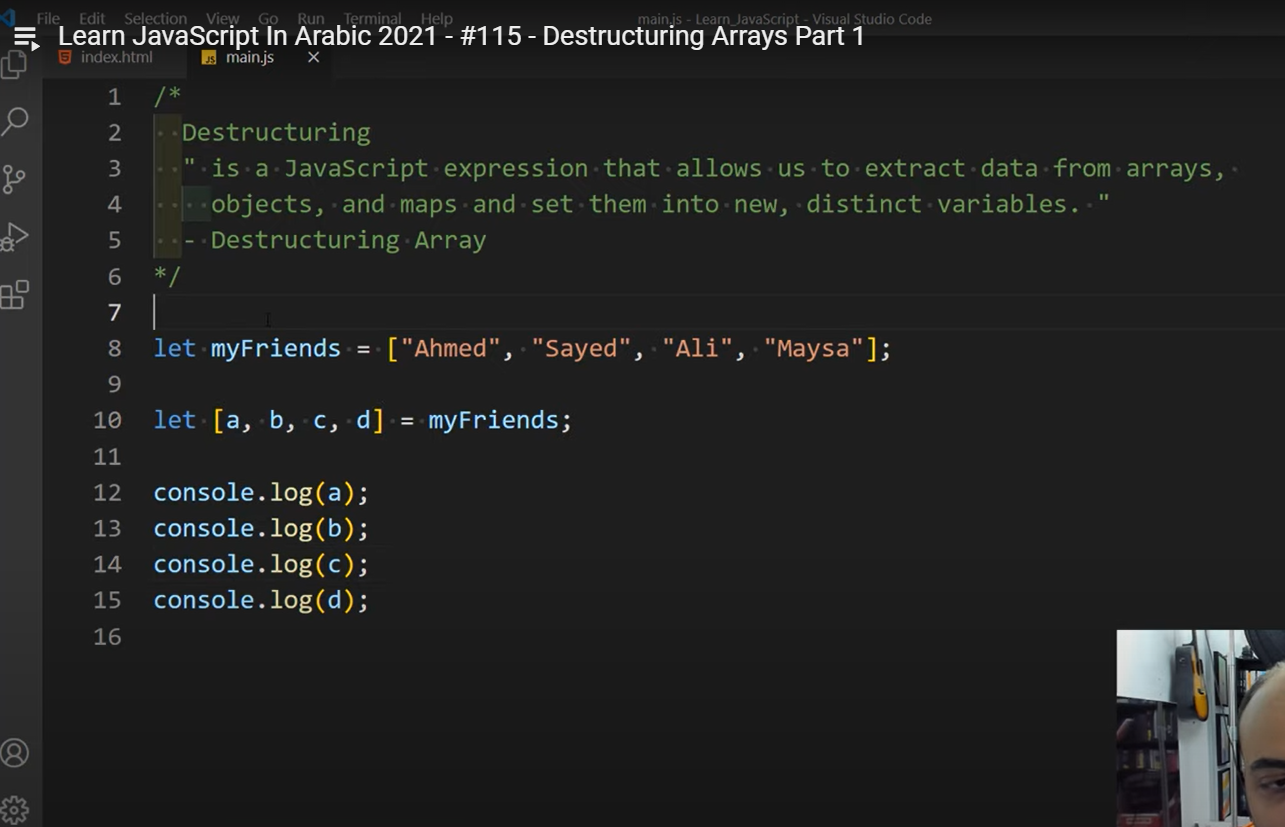 File Edit Selection View Go Run Terminal Help main.js - Learn_JavaScript - Visual Studio Code
Learn JavaScript In Arabic 2021 - #115 - Destructuring Arrays Part 1
index.html JS main.js
1 /*
2 Destructuring
3 " is a JavaScript expression that allows us to extract data from arrays,
4 objects, and maps and set them into new, distinct variables. "
5 - Destructuring Array
6 */
7
8 let myFriends = ["Ahmed", "Sayed", "Ali", "Maysa"];
9
10 let [a, b, c, d] = myFriends;
11
12 console.log(a);
13 console.log(b);
14 console.log(c);
15 console.log(d);
16